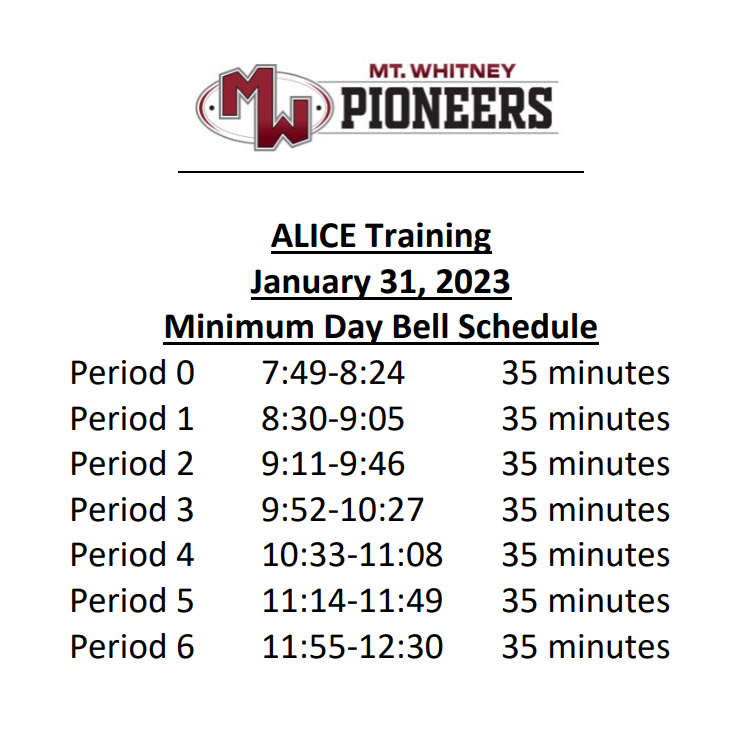 MW
MT. WHITNEY
PIONEERS
ALICE Training
January 31, 2023
Minimum Day Bell Schedule
Period 0 7:49-8:24 35 minutes
Period 1 8:30-9:05 35 minutes
Period 2 9:11-9:46 35 minutes
Period 3 9:52-10:27 35 minutes
Period 4 10:33-11:08 35 minutes
Period 5 11:14-11:49 35 minutes
Period 6 11:55-12:30 35 minutes